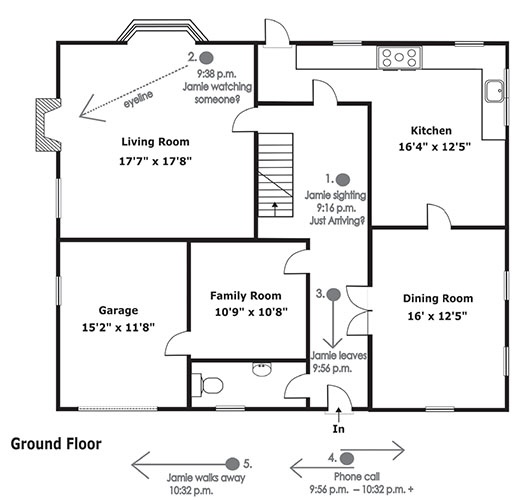 2.
9:38 p.m.
Jamie watching
someone?
eyeline
Living Room
17'7" x 17'8"
Kitchen
16'4" x 12'5"
1.
Jamie sighting
9:16 p.m.
Just Arriving?
Garage
15'2" x 11'8"
Family Room
10'9" x 10'8"
3.
Jamie leaves
9:56 p.m.
Dining Room
16' x 12'5"
In
Ground Floor
5.
Jamie walks away
10:32 p.m.
4.
Phone call
9:56 p.m. – 10:32 p.m. +